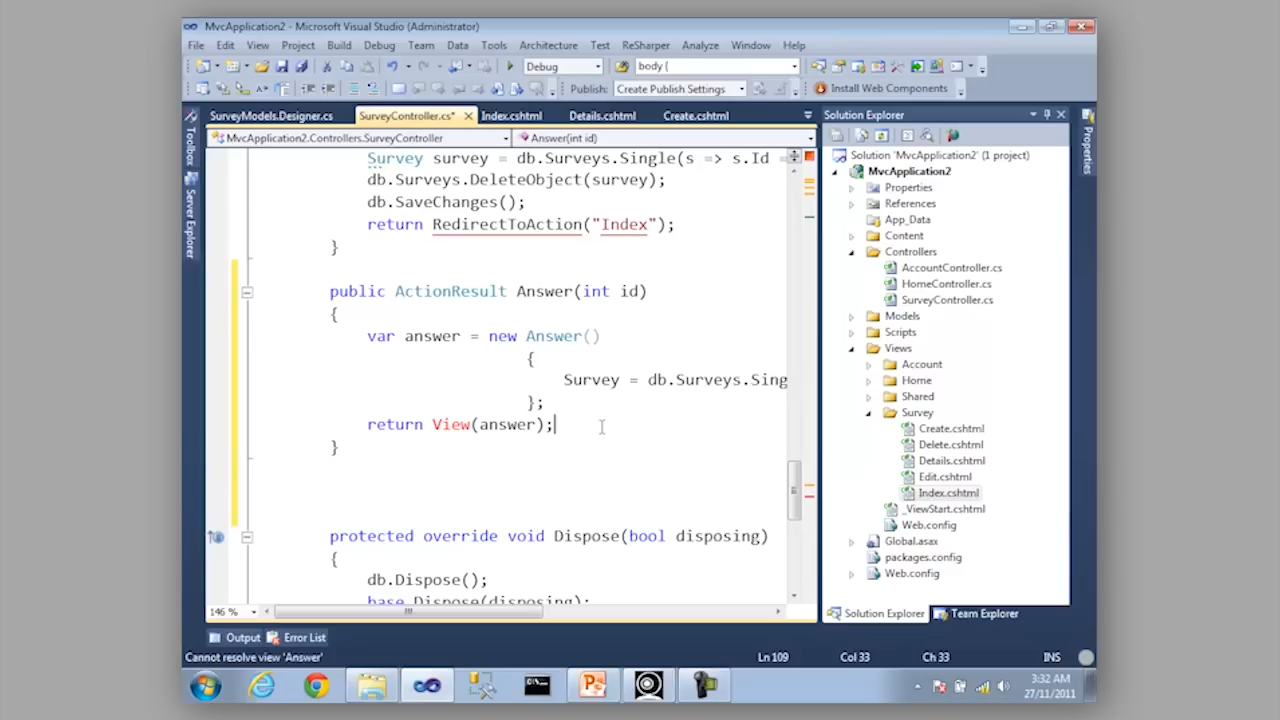 MvcApplication2 - Microsoft Visual Studio (Administrator)
File Edit View Project Build Debug Team Data Tools Architecture Test ReSharper Analyze Window Help
Debug body {
Publish: Create Publish Settings Install Web Components
SurveyModels.Designer.cs SurveyController.cs* Index.cshtml Details.cshtml Create.cshtml
MvcApplication2.Controllers.SurveyController Answer(int id)
Toolbox
Server Explorer
Survey survey = db.Surveys.Single(s => s.Id =
db.Surveys.DeleteObject(survey);
db.SaveChanges();
return RedirectToAction("Index");
}
public ActionResult Answer(int id)
{
var answer = new Answer()
{
Survey = db.Surveys.Sing
};
return View(answer);
}
protected override void Dispose(bool disposing)
{
db.Dispose();
base.Dispose(disposing);
146 %
Solution Explorer
Solution 'MvcApplication2' (1 project)
MvcApplication2
Properties
References
App_Data
Content
Controllers
AccountController.cs
HomeController.cs
SurveyController.cs
Models
Scripts
Views
Account
Home
Shared
Survey
Create.cshtml
Delete.cshtml
Details.cshtml
Edit.cshtml
Index.cshtml
_ViewStart.cshtml
Web.config
Global.asax
packages.config
Web.config
Solution Explorer Team Explorer
Properties
Output Error List
Cannot resolve view 'Answer' Ln 109 Col 33 Ch 33 INS
3:32 AM
27/11/2011